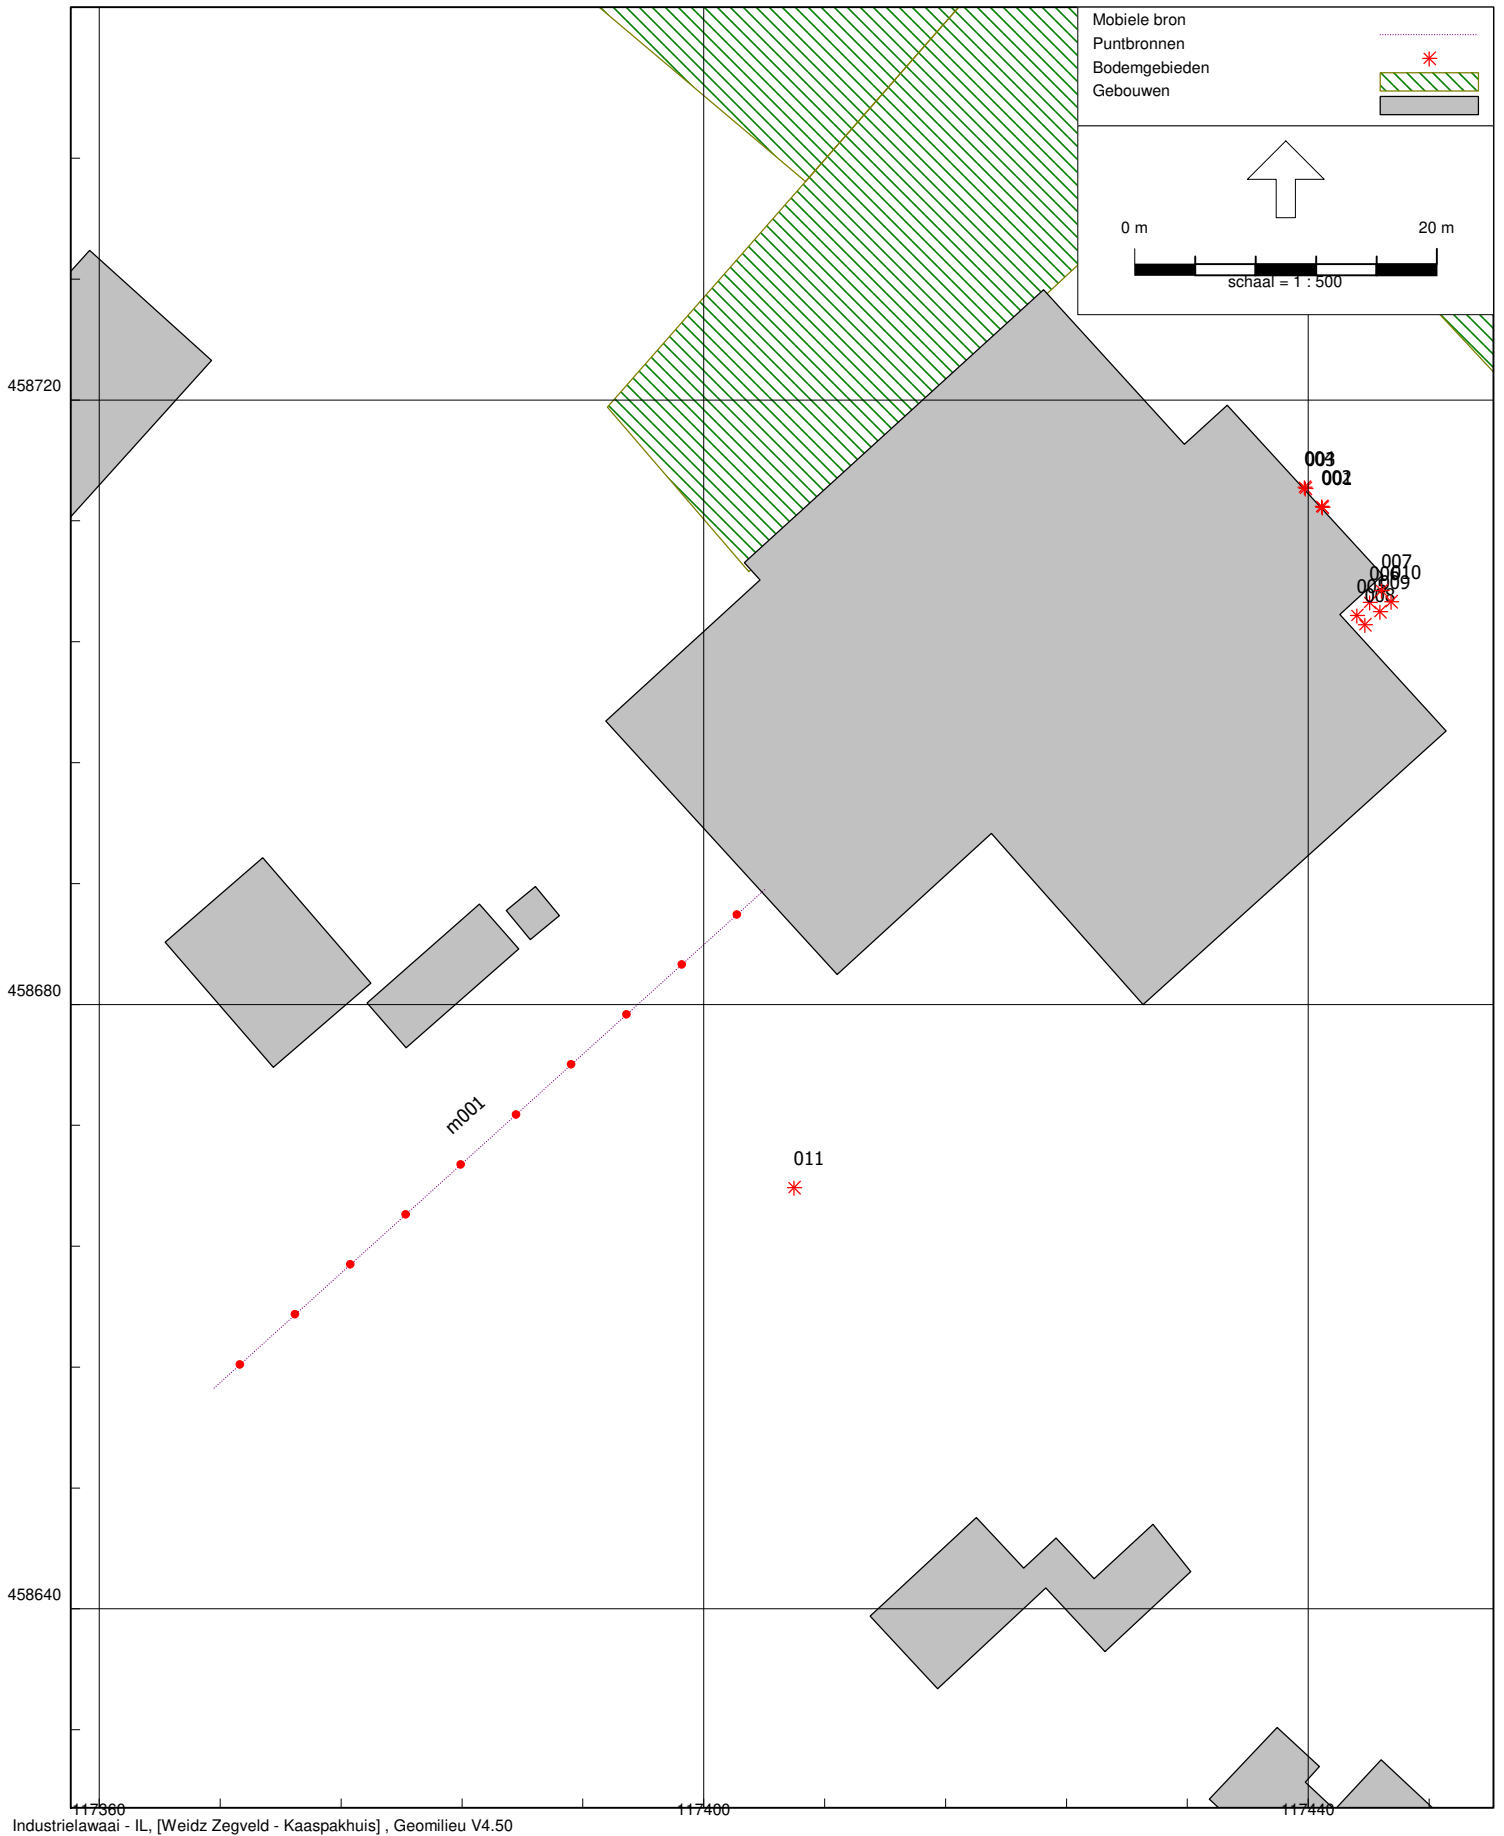 Mobiele bron
Puntbronnen
Bodemgebieden
Gebouwen
0 m 20 m
schaal = 1 : 500
458720
003
002
007
010
009
008
458680
m001
011
458640
117360 117400 117440
Industrielawaai - IL, [Weidz Zegveld - Kaaspakhuis] , Geomilieu V4.50